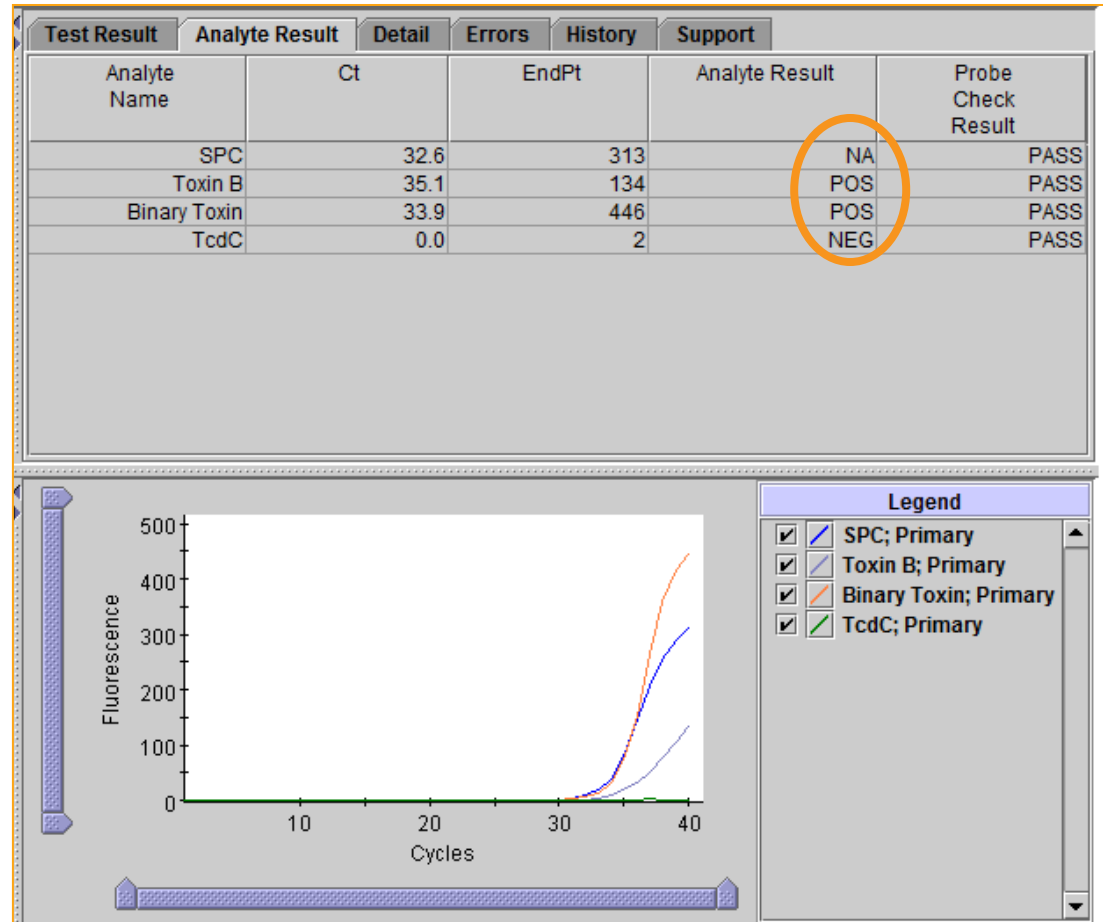 Test Result Analyte Result Detail Errors History Support
Analyte Name Ct EndPt Analyte Result Probe Check Result
SPC 32.6 313 NA PASS
Toxin B 35.1 134 POS PASS
Binary Toxin 33.9 446 POS PASS
TcdC 0.0 2 NEG PASS
Legend
SPC; Primary
Toxin B; Primary
Binary Toxin; Primary
TcdC; Primary
Fluorescence
500
400
300
200
100
0
10 20 30 40
Cycles